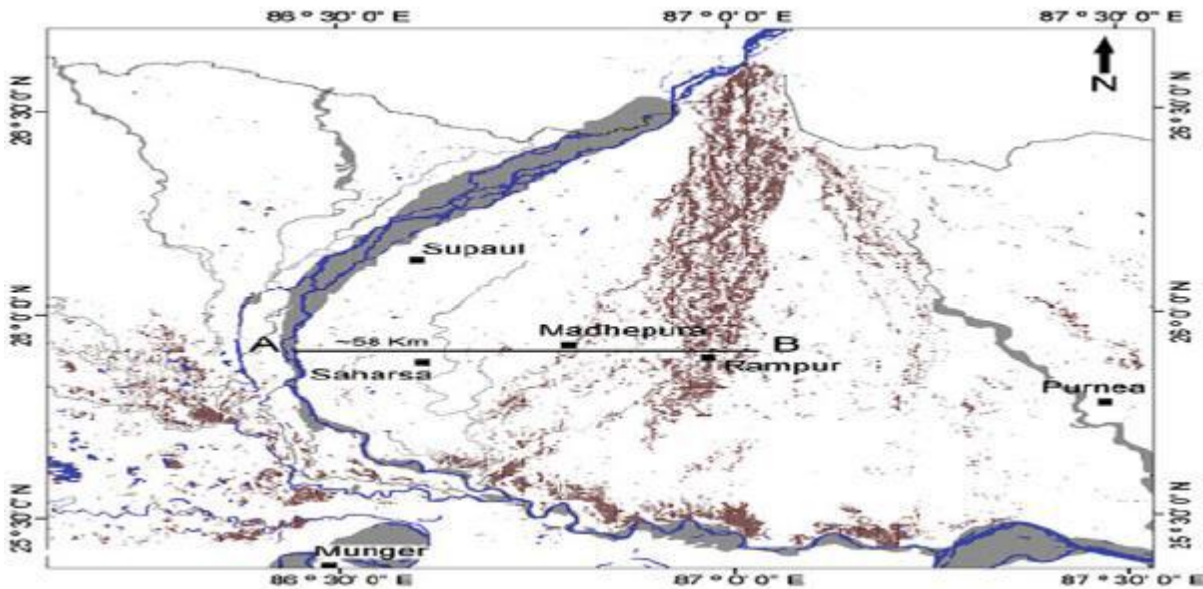 86 ° 30' 0" E
87 ° 0' 0" E
87 ° 30' 0" E
N
26° 30' 0"N
26° 30' 0"N
Supaul
26° 0' 0"N
26° 0' 0"N
Madhepura
A
~58 Km
B
Saharsa
Rampur
Purnea
25° 30' 0"N
25° 30' 0"N
Munger
86 ° 30' 0" E
87 ° 0' 0" E
87 ° 30' 0" E